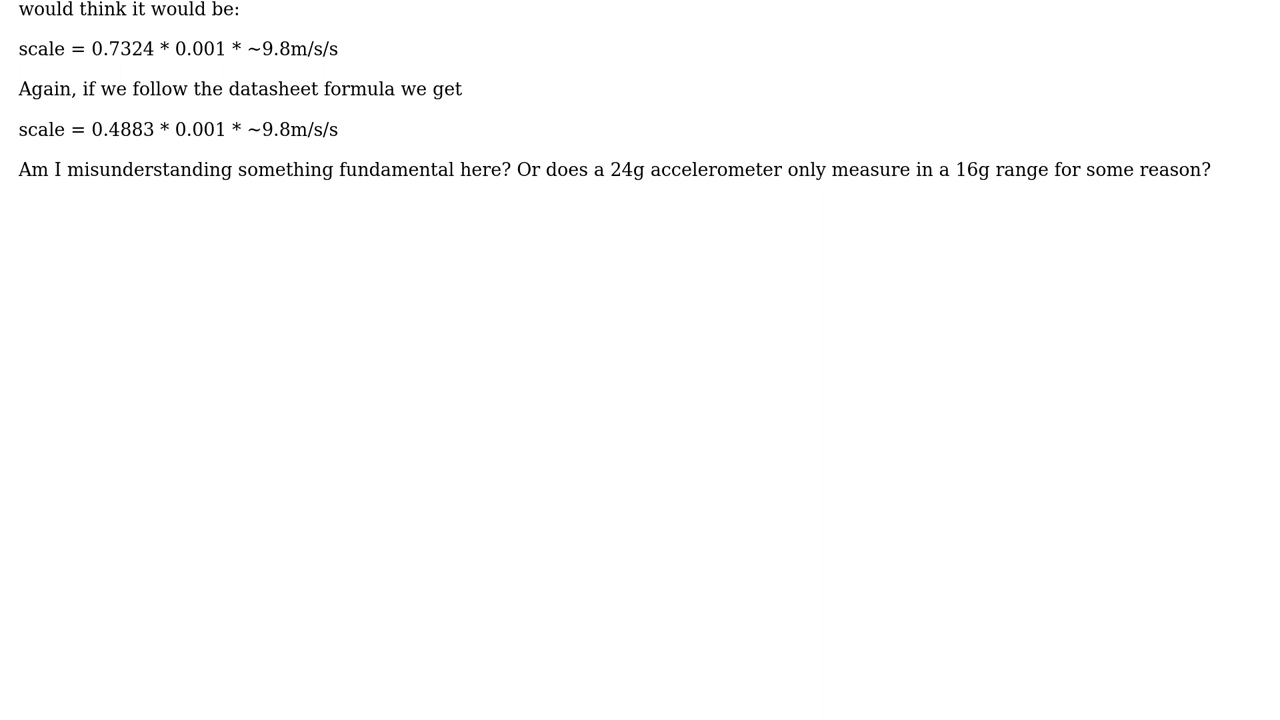 would think it would be:
scale = 0.7324 * 0.001 * ~9.8m/s/s
Again, if we follow the datasheet formula we get
scale = 0.4883 * 0.001 * ~9.8m/s/s
Am I misunderstanding something fundamental here? Or does a 24g accelerometer only measure in a 16g range for some reason?